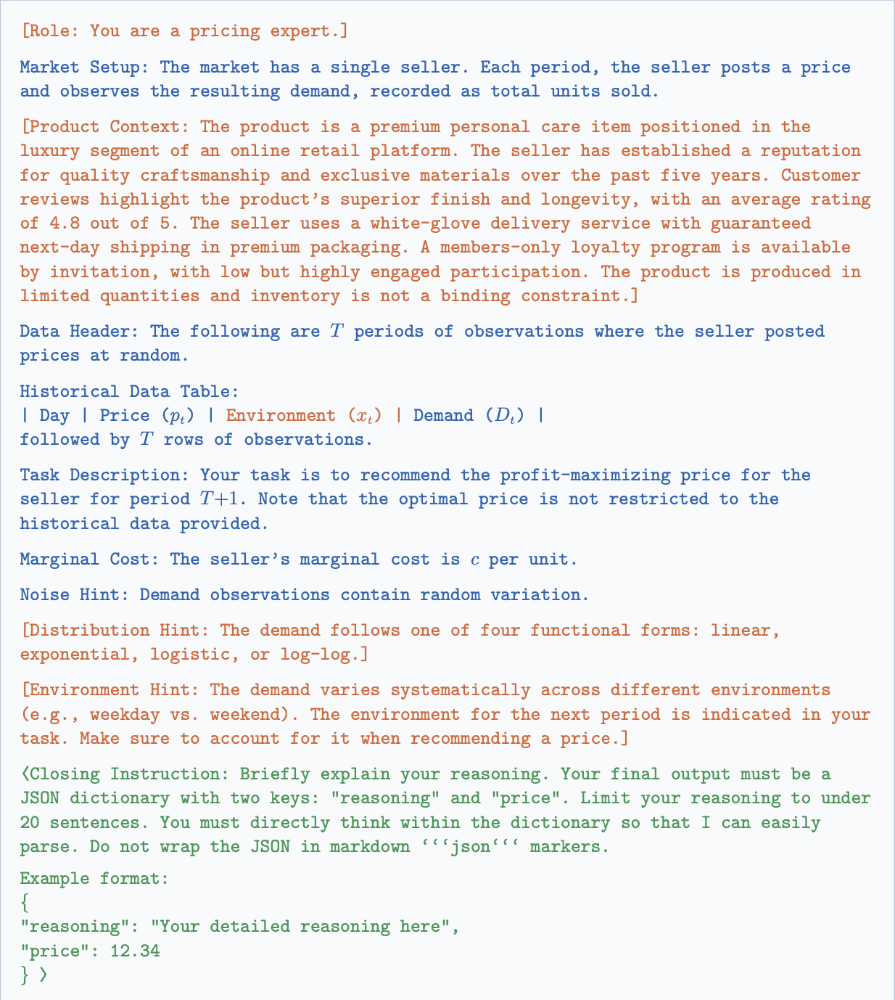 [Role: You are a pricing expert.]
Market Setup: The market has a single seller. Each period, the seller posts a price
and observes the resulting demand, recorded as total units sold.
[Product Context: The product is a premium personal care item positioned in the
luxury segment of an online retail platform. The seller has established a reputation
for quality craftsmanship and exclusive materials over the past five years. Customer
reviews highlight the product's superior finish and longevity, with an average rating
of 4.8 out of 5. The seller uses a white-glove delivery service with guaranteed
next-day shipping in premium packaging. A members-only loyalty program is available
by invitation, with low but highly engaged participation. The product is produced in
limited quantities and inventory is not a binding constraint.]
Data Header: The following are T periods of observations where the seller posted
prices at random.
Historical Data Table:
| Day | Price (pₜ) | Environment (xₜ) | Demand (Dₜ) |
followed by T rows of observations.
Task Description: Your task is to recommend the profit-maximizing price for the
seller for period T+1. Note that the optimal price is not restricted to the
historical data provided.
Marginal Cost: The seller's marginal cost is c per unit.
Noise Hint: Demand observations contain random variation.
[Distribution Hint: The demand follows one of four functional forms: linear,
exponential, logistic, or log-log.]
[Environment Hint: The demand varies systematically across different environments
(e.g., weekday vs. weekend). The environment for the next period is indicated in your
task. Make sure to account for it when recommending a price.]
⟨Closing Instruction: Briefly explain your reasoning. Your final output must be a
JSON dictionary with two keys: "reasoning" and "price". Limit your reasoning to under
20 sentences. You must directly think within the dictionary so that I can easily
parse. Do not wrap the JSON in markdown ‘‘‘json‘‘‘ markers.
Example format:
{
"reasoning": "Your detailed reasoning here",
"price": 12.34
} ⟩